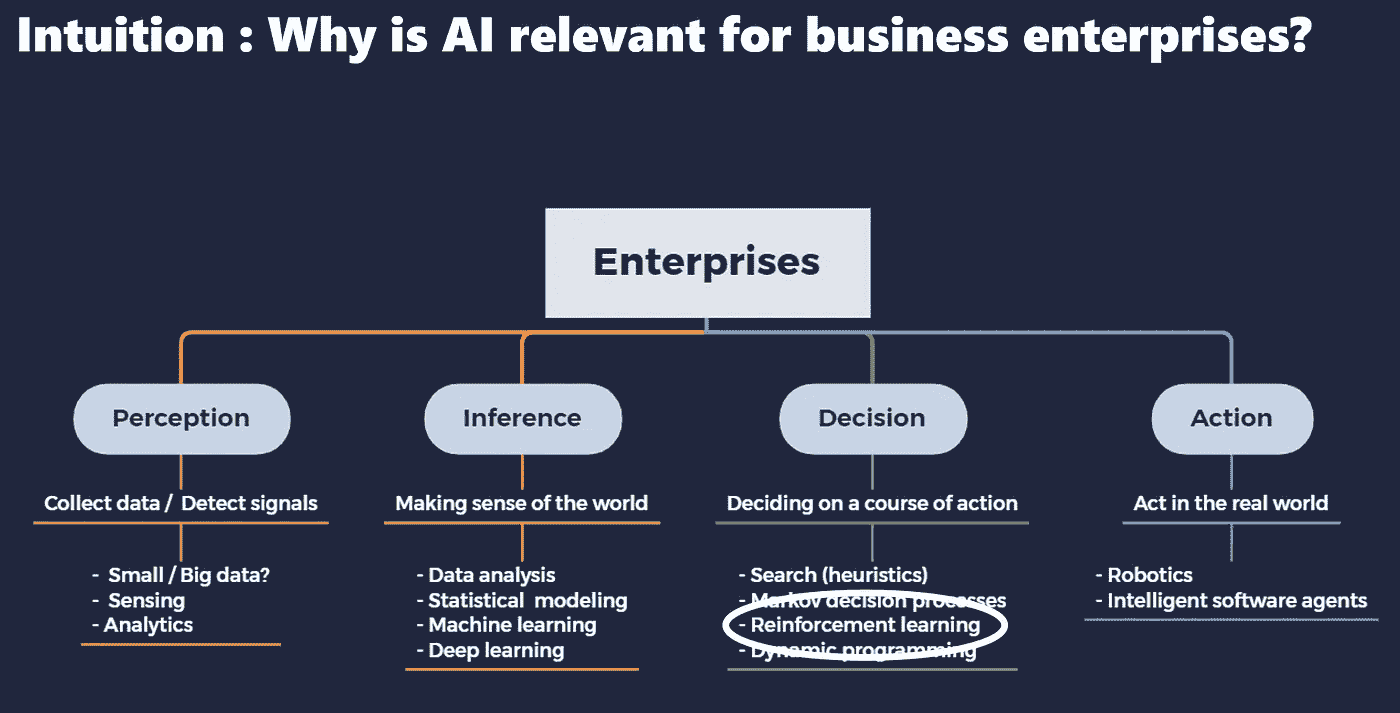 Intuition : Why is AI relevant for business enterprises?
Enterprises
Perception
Collect data / Detect signals
- Small / Big data?
- Sensing
- Analytics
Inference
Making sense of the world
- Data analysis
- Statistical modeling
- Machine learning
- Deep learning
Decision
Deciding on a course of action
- Search (heuristics)
- Markov decision processes
- Reinforcement learning
- Dynamic programming
Action
Act in the real world
- Robotics
- Intelligent software agents